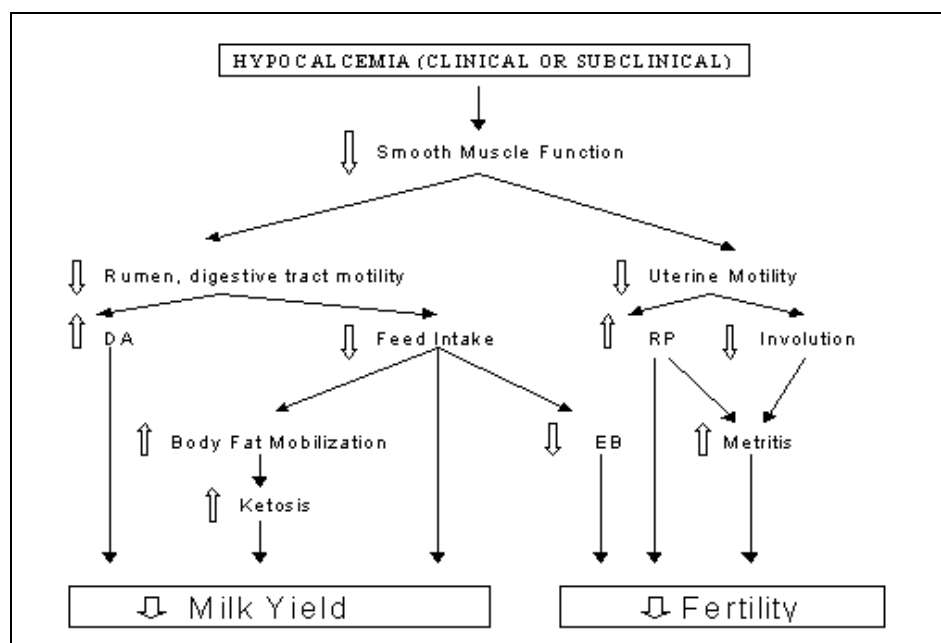 HYPOCALCEMIA (CLINICAL OR SUBCLINICAL)
Smooth Muscle Function
Rumen, digestive tract motility
Uterine Motility
DA
Feed Intake
RP
Involution
Body Fat Mobilization
EB
Metritis
Ketosis
Milk Yield
Fertility